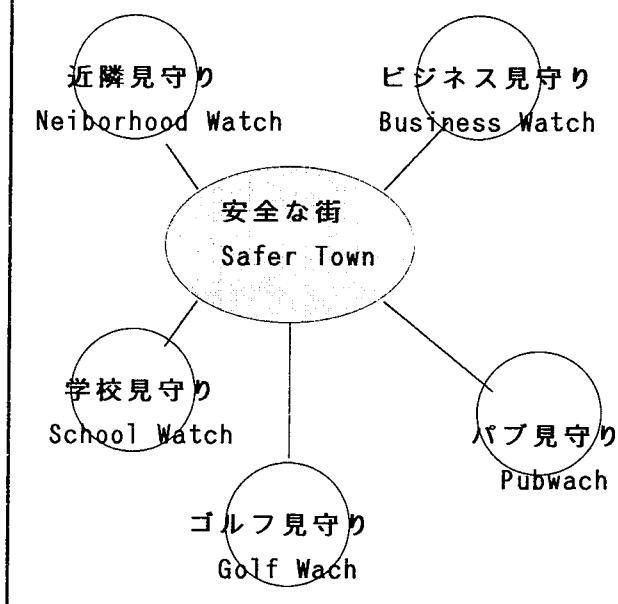 近隣見守り
Neiborhood Watch
ビジネス見守り
Business Watch
安全な街
Safer Town
学校見守り
School Watch
パブ見守り
Pubwach
ゴルフ見守り
Golf Wach